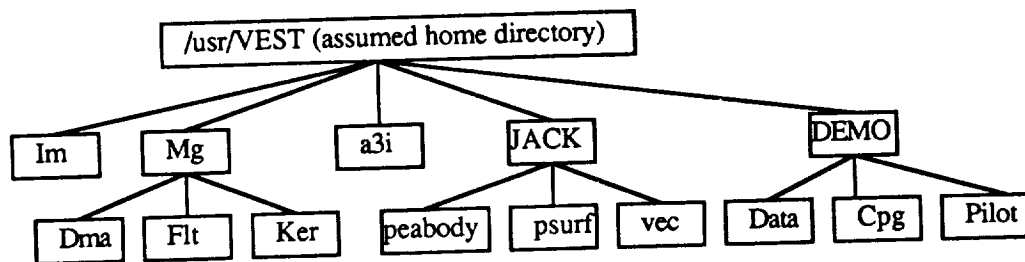 /usr/VEST (assumed home directory)
Im Mg a3i JACK DEMO
Dma Flt Ker peabody psurf vec Data Cpg Pilot